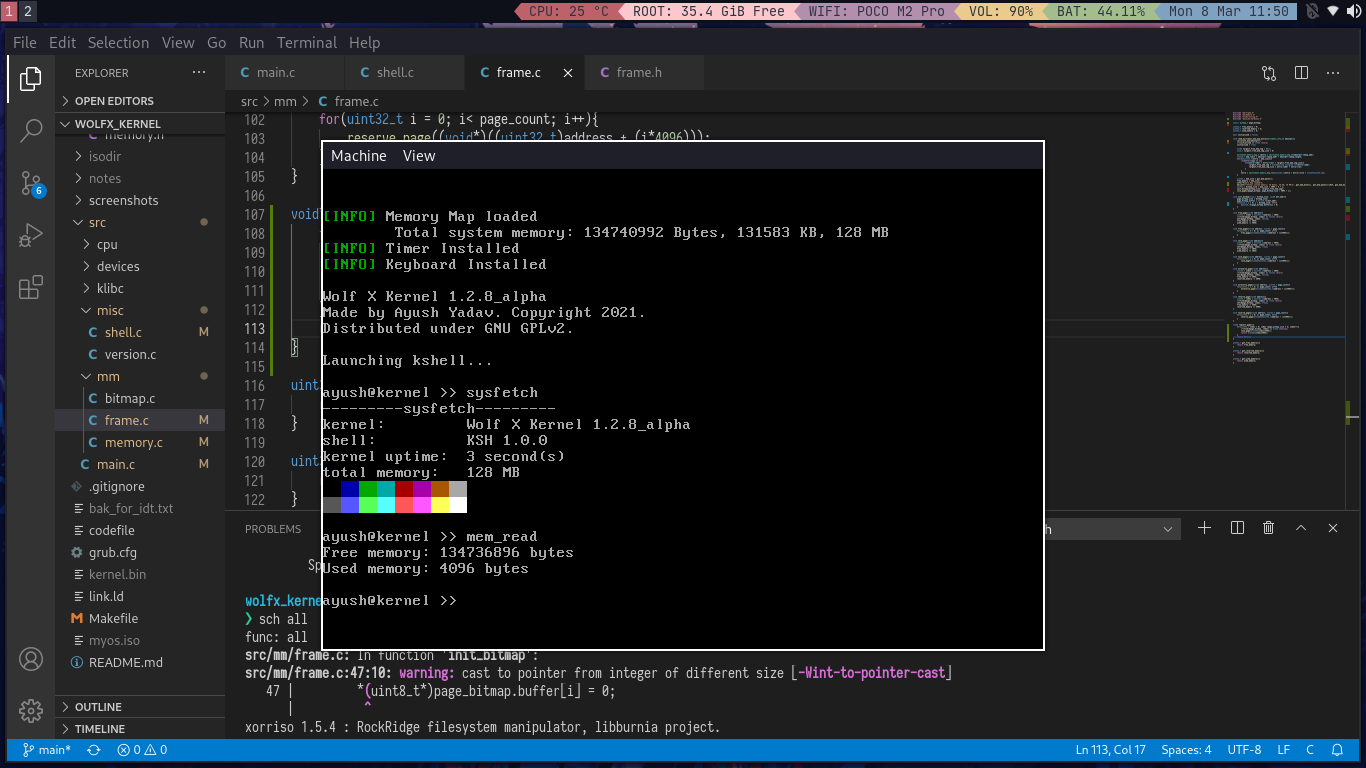 1 2 CPU: 25 °C ROOT: 35.4 GiB Free WIFI: POCO M2 Pro VOL: 90% BAT: 44.11% Mon 8 Mar 11:50
File Edit Selection View Go Run Terminal Help
EXPLORER ···
C main.c C shell.c C frame.c × C frame.h ···
OPEN EDITORS
src > mm > C frame.c
WOLFX_KERNEL
memory.h
isodir
notes
screenshots
src
cpu
devices
klibc
misc
C shell.c M
C version.c
mm
C bitmap.c
C frame.c M
C memory.c M
C main.c M
.gitignore
bak_for_idt.txt
codefile
grub.cfg
kernel.bin
link.ld
M Makefile
myos.iso
README.md
OUTLINE
TIMELINE
6
102 for(uint32_t i = 0; i< page_count; i++){
103 reserve_page((void*)((uint32_t)address + (i*4096)));
104
105 }
106
107 void
108
109
110
111
112
113
114 }
115
116 uint
117
118 }
119
120 uint
121
122 }
Machine View
[INFO] Memory Map loaded
Total system memory: 134740992 Bytes, 131583 KB, 128 MB
[INFO] Timer Installed
[INFO] Keyboard Installed
Wolf X Kernel 1.2.8_alpha
Made by Ayush Yadav. Copyright 2021.
Distributed under GNU GPLv2.
Launching kshell...
ayush@kernel >> sysfetch
---------sysfetch---------
kernel: Wolf X Kernel 1.2.8_alpha
shell: KSH 1.0.0
kernel uptime: 3 second(s)
total memory: 128 MB
ayush@kernel >> mem_read
Free memory: 134736896 bytes
Used memory: 4096 bytes
ayush@kernel >>
PROBLEMS
Sp
wolfx_kerne
❯ sch all
func: all
src/mm/frame.c: In function 'init_bitmap':
src/mm/frame.c:47:10: warning: cast to pointer from integer of different size [-Wint-to-pointer-cast]
47 | *(uint8_t*)page_bitmap.buffer[i] = 0;
| ^
xorriso 1.5.4 : RockRidge filesystem manipulator, libburnia project.
main* 0 0 Ln 113, Col 17 Spaces: 4 UTF-8 LF C